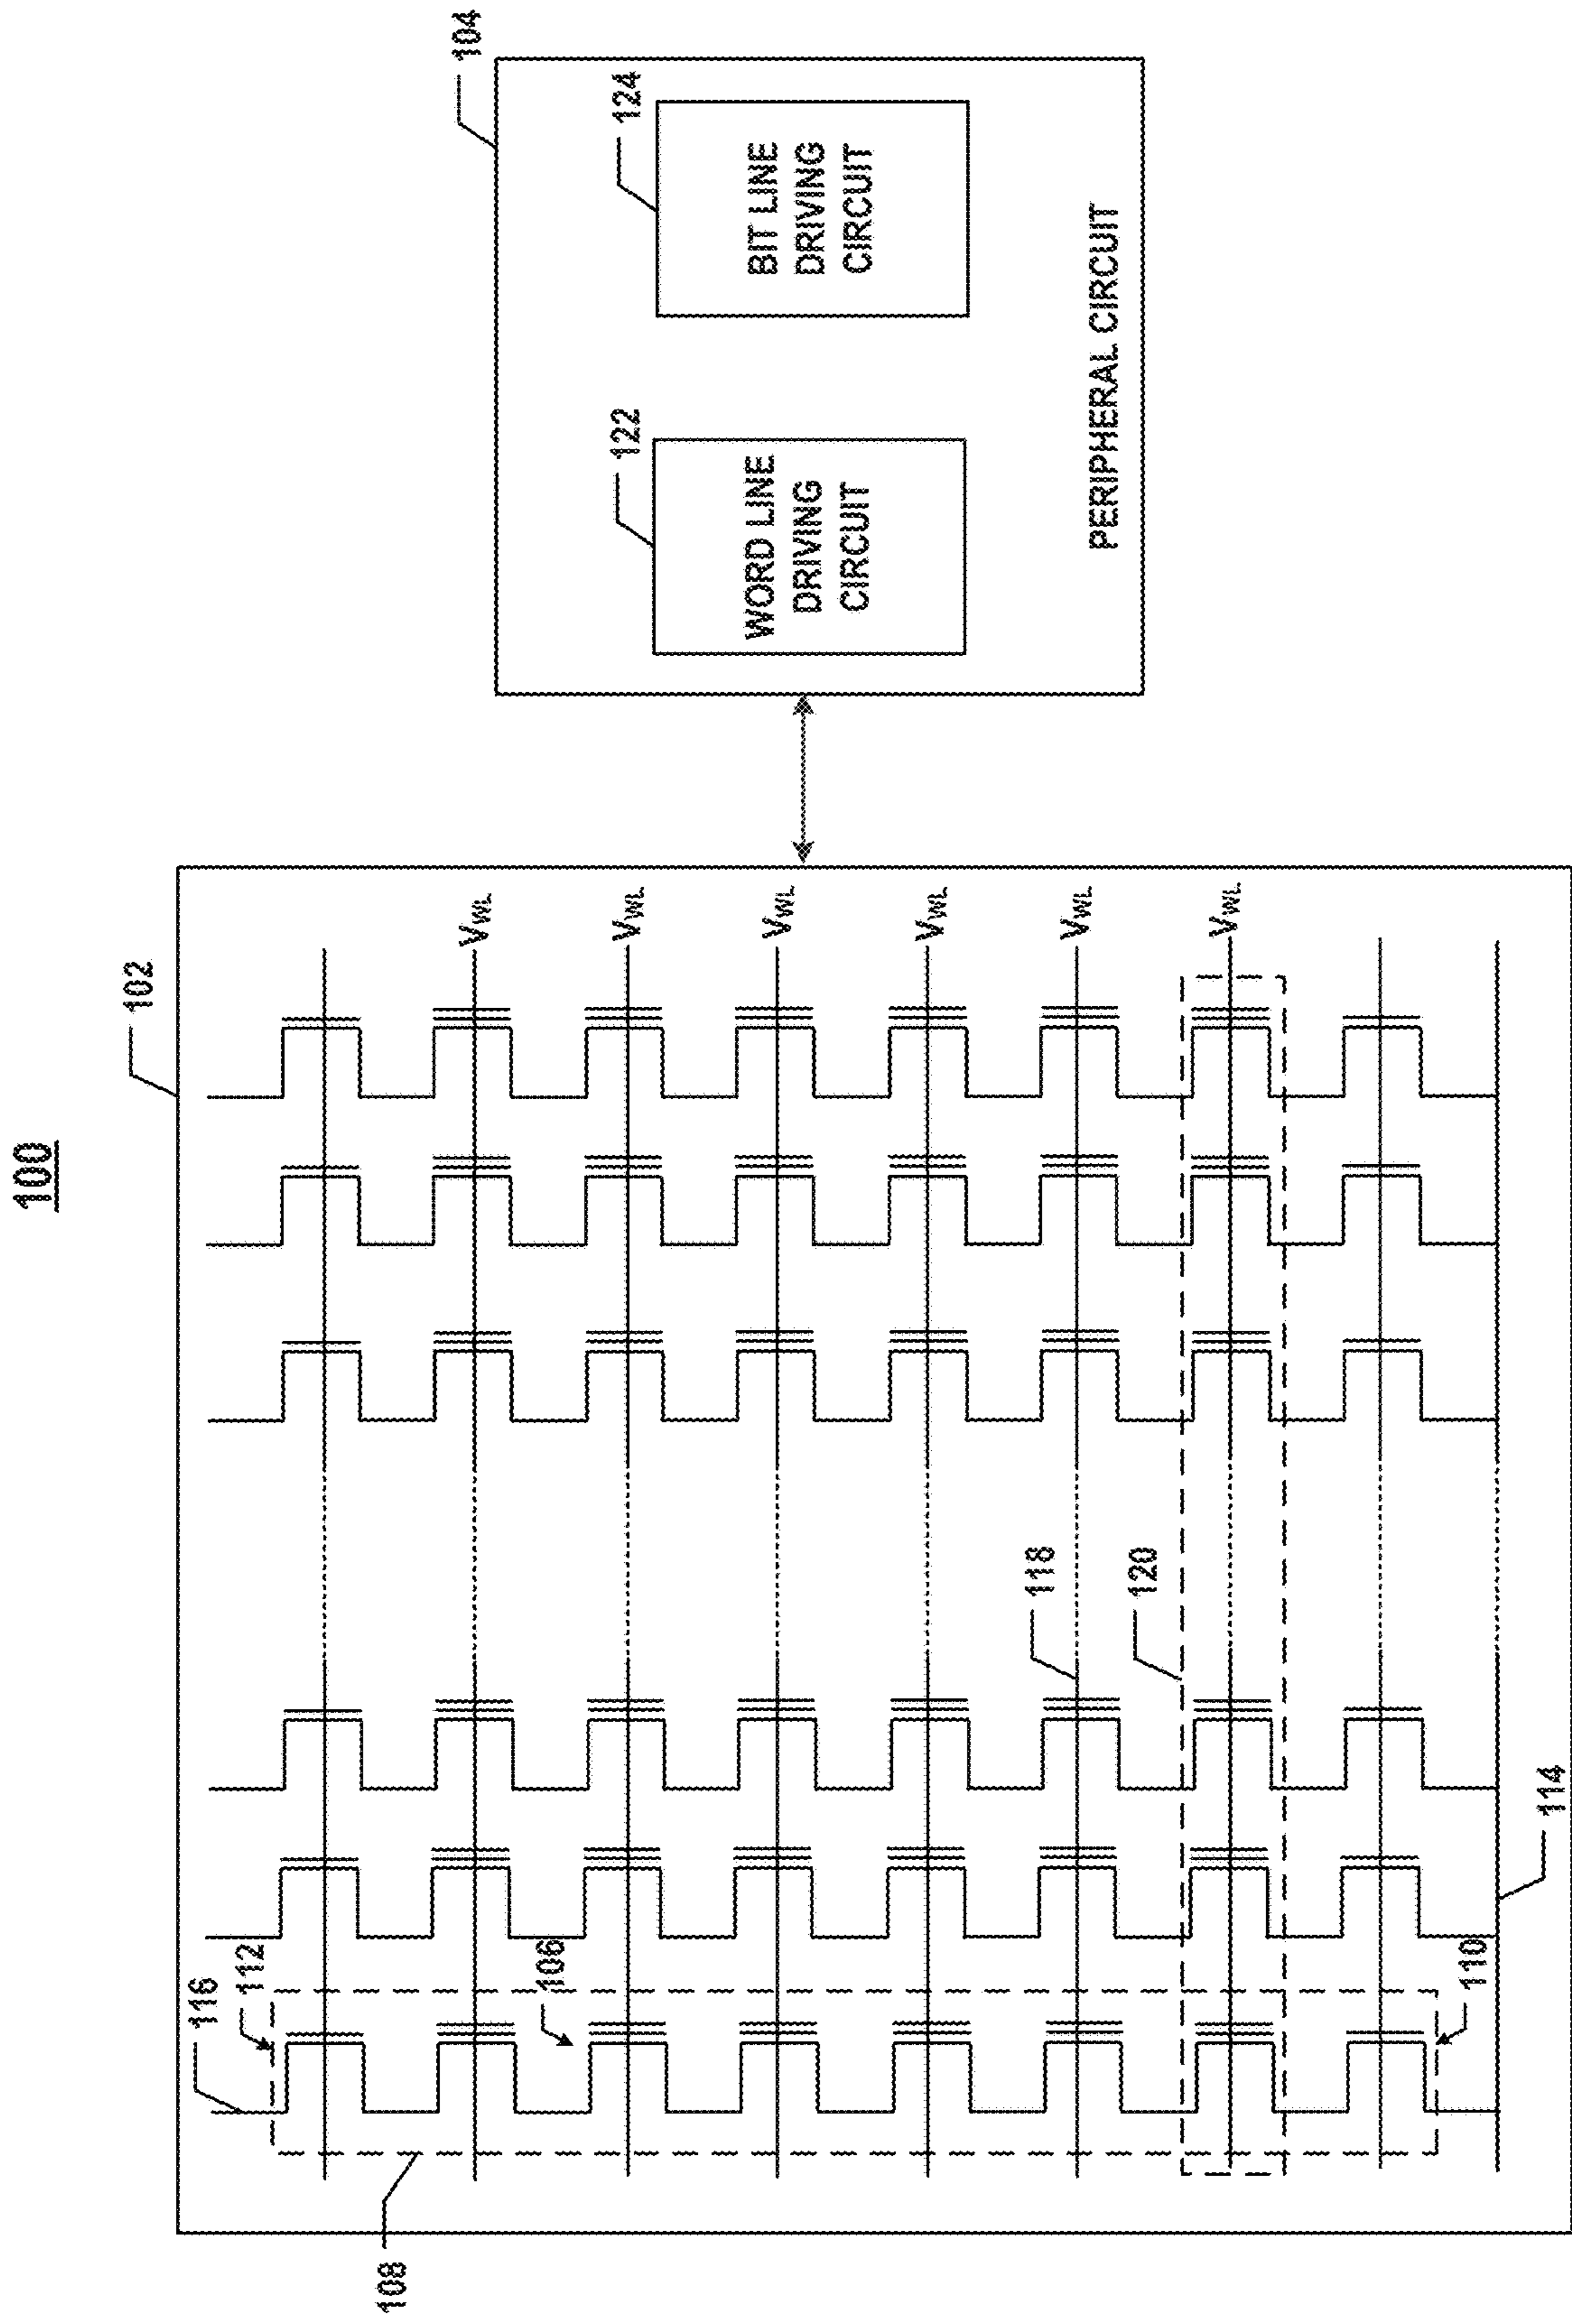 100
102
116
112
108
106
VWL
VWL
VWL
VWL
VWL
VWL
118
120
110
114
104
122
WORD LINE
DRIVING
CIRCUIT
124
BIT LINE
DRIVING
CIRCUIT
PERIPHERAL CIRCUIT